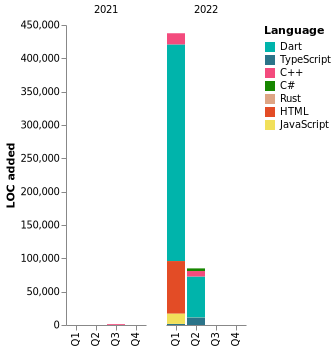 2021
2022
Language
Dart
TypeScript
C++
C#
Rust
HTML
JavaScript
LOC added
450,000
400,000
350,000
300,000
250,000
200,000
150,000
100,000
50,000
0
Q1
Q2
Q3
Q4
Q1
Q2
Q3
Q4